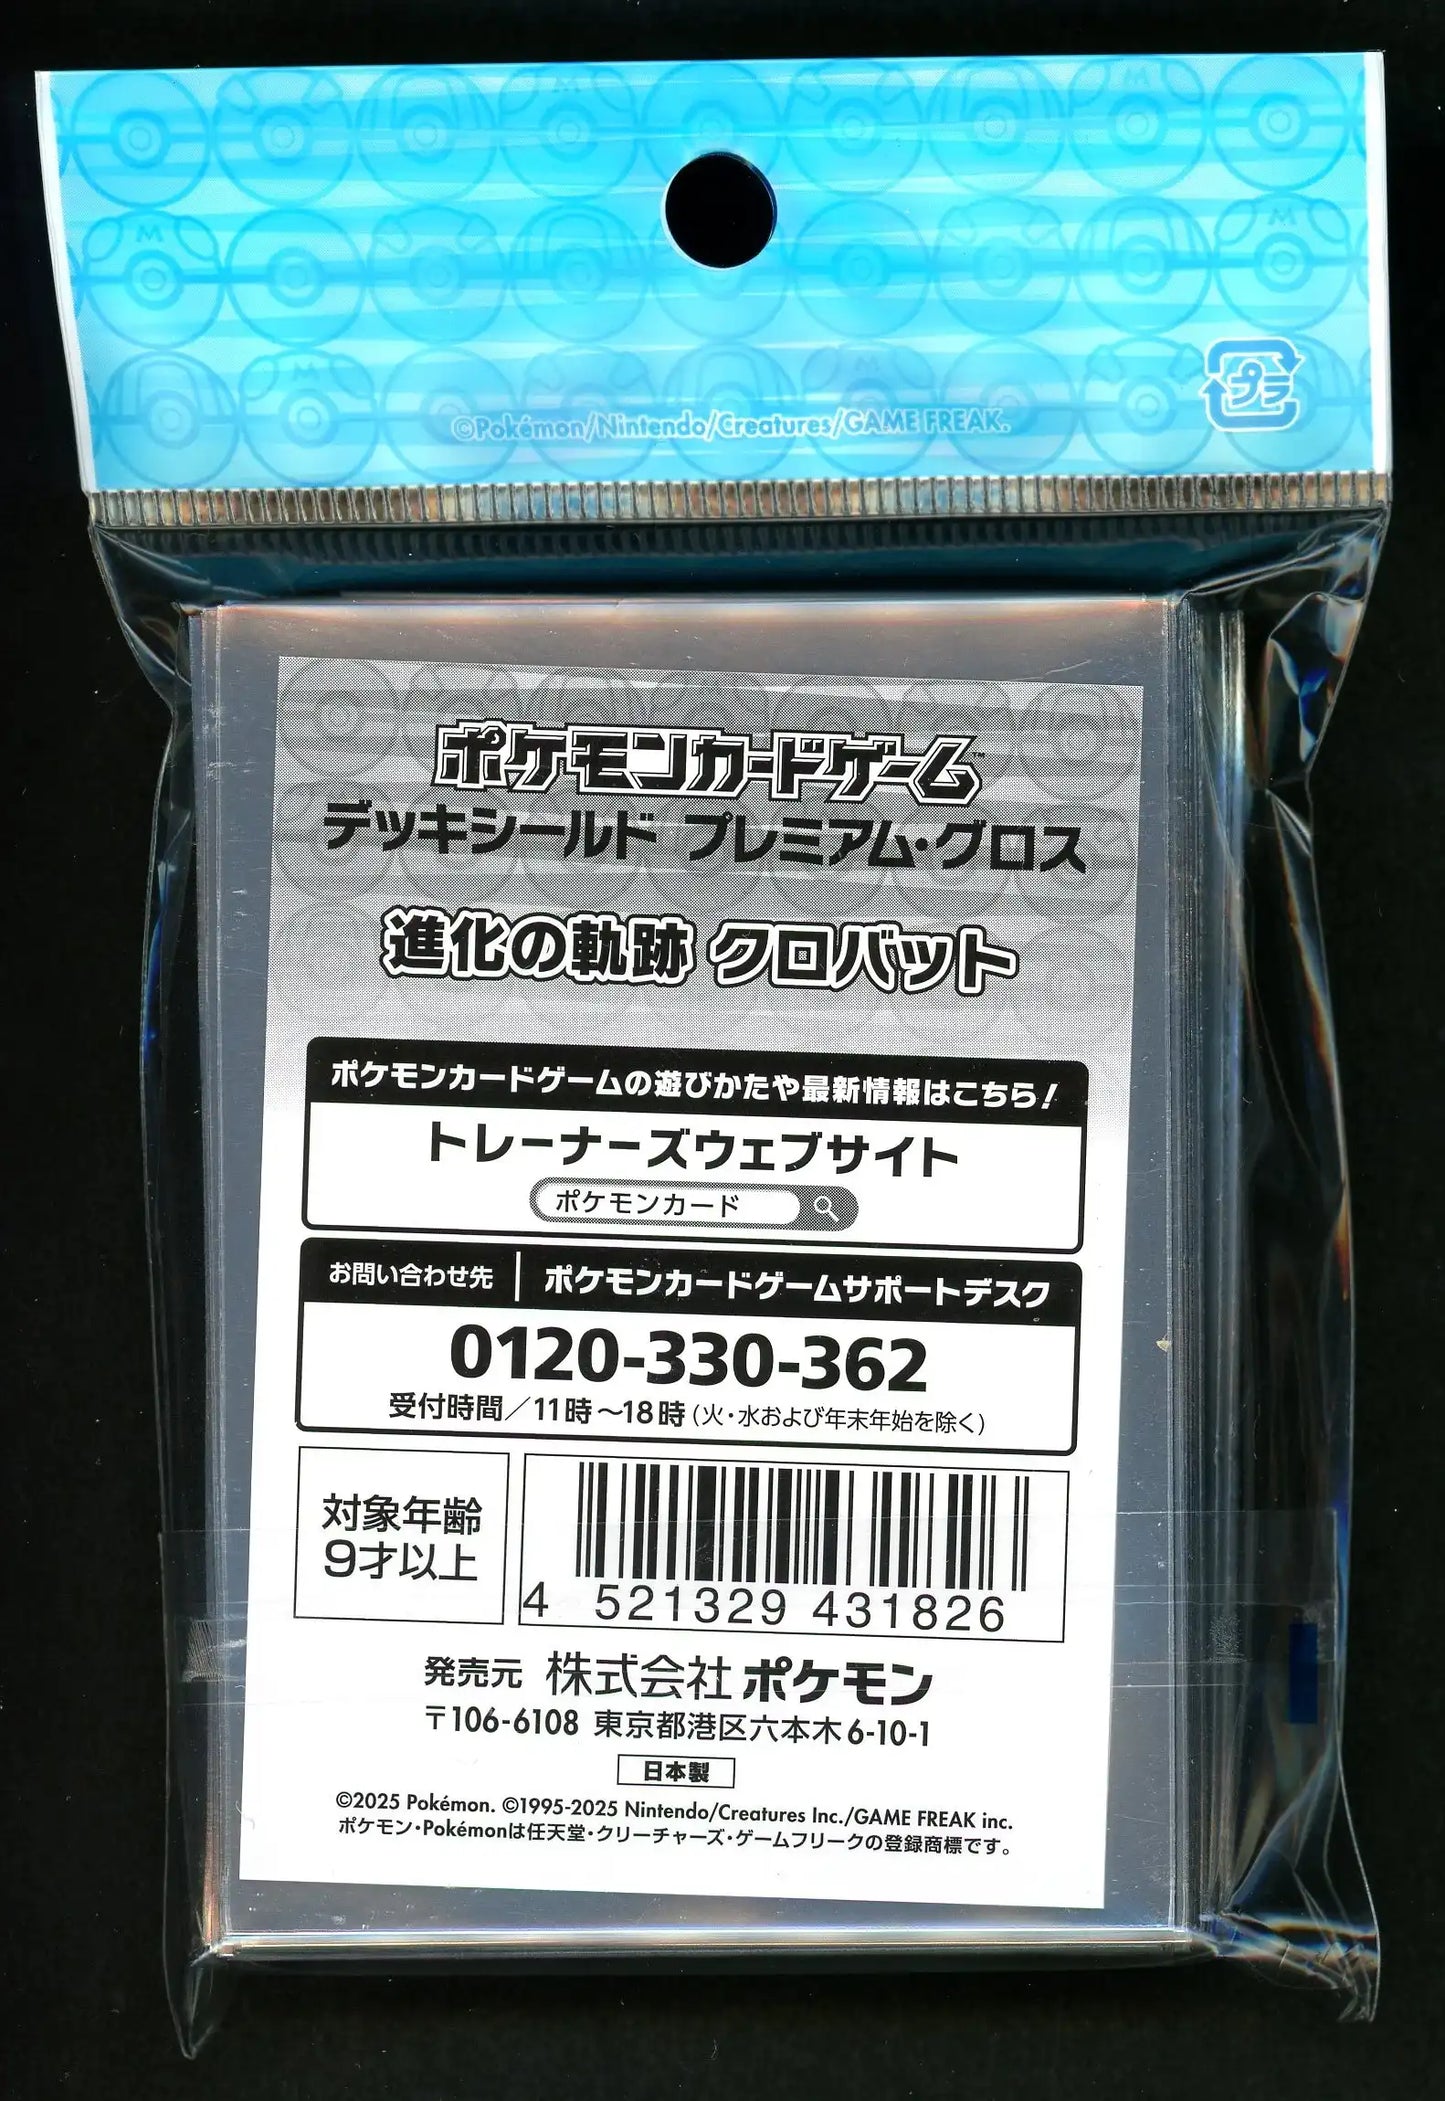 ©Pokémon/Nintendo/Creatures/GAME FREAK.
プラ
ポケモンカードゲーム™
デッキシールド プレミアム・グロス
進化の軌跡 クロバット
ポケモンカードゲームの遊びかたや最新情報はこちら!
トレーナーズウェブサイト
ポケモンカード
お問い合わせ先 ポケモンカードゲームサポートデスク
0120-330-362
受付時間/11時～18時(火・水および年末年始を除く)
対象年齢
9才以上
4 521329 431826
発売元 株式会社ポケモン
〒106-6108 東京都港区六本木6-10-1
日本製
©2025 Pokémon. ©1995-2025 Nintendo/Creatures Inc./GAME FREAK inc.
ポケモン・Pokémonは任天堂・クリーチャーズ・ゲームフリークの登録商標です。